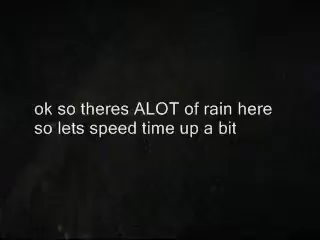 ok so theres ALOT of rain here
so lets speed time up a bit